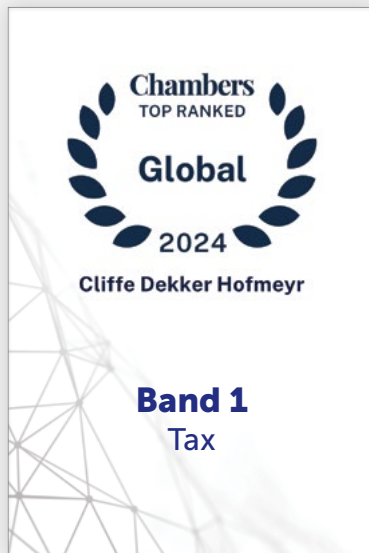 Chambers
TOP RANKED
Global
2024
Cliffe Dekker Hofmeyr
Band 1
Tax